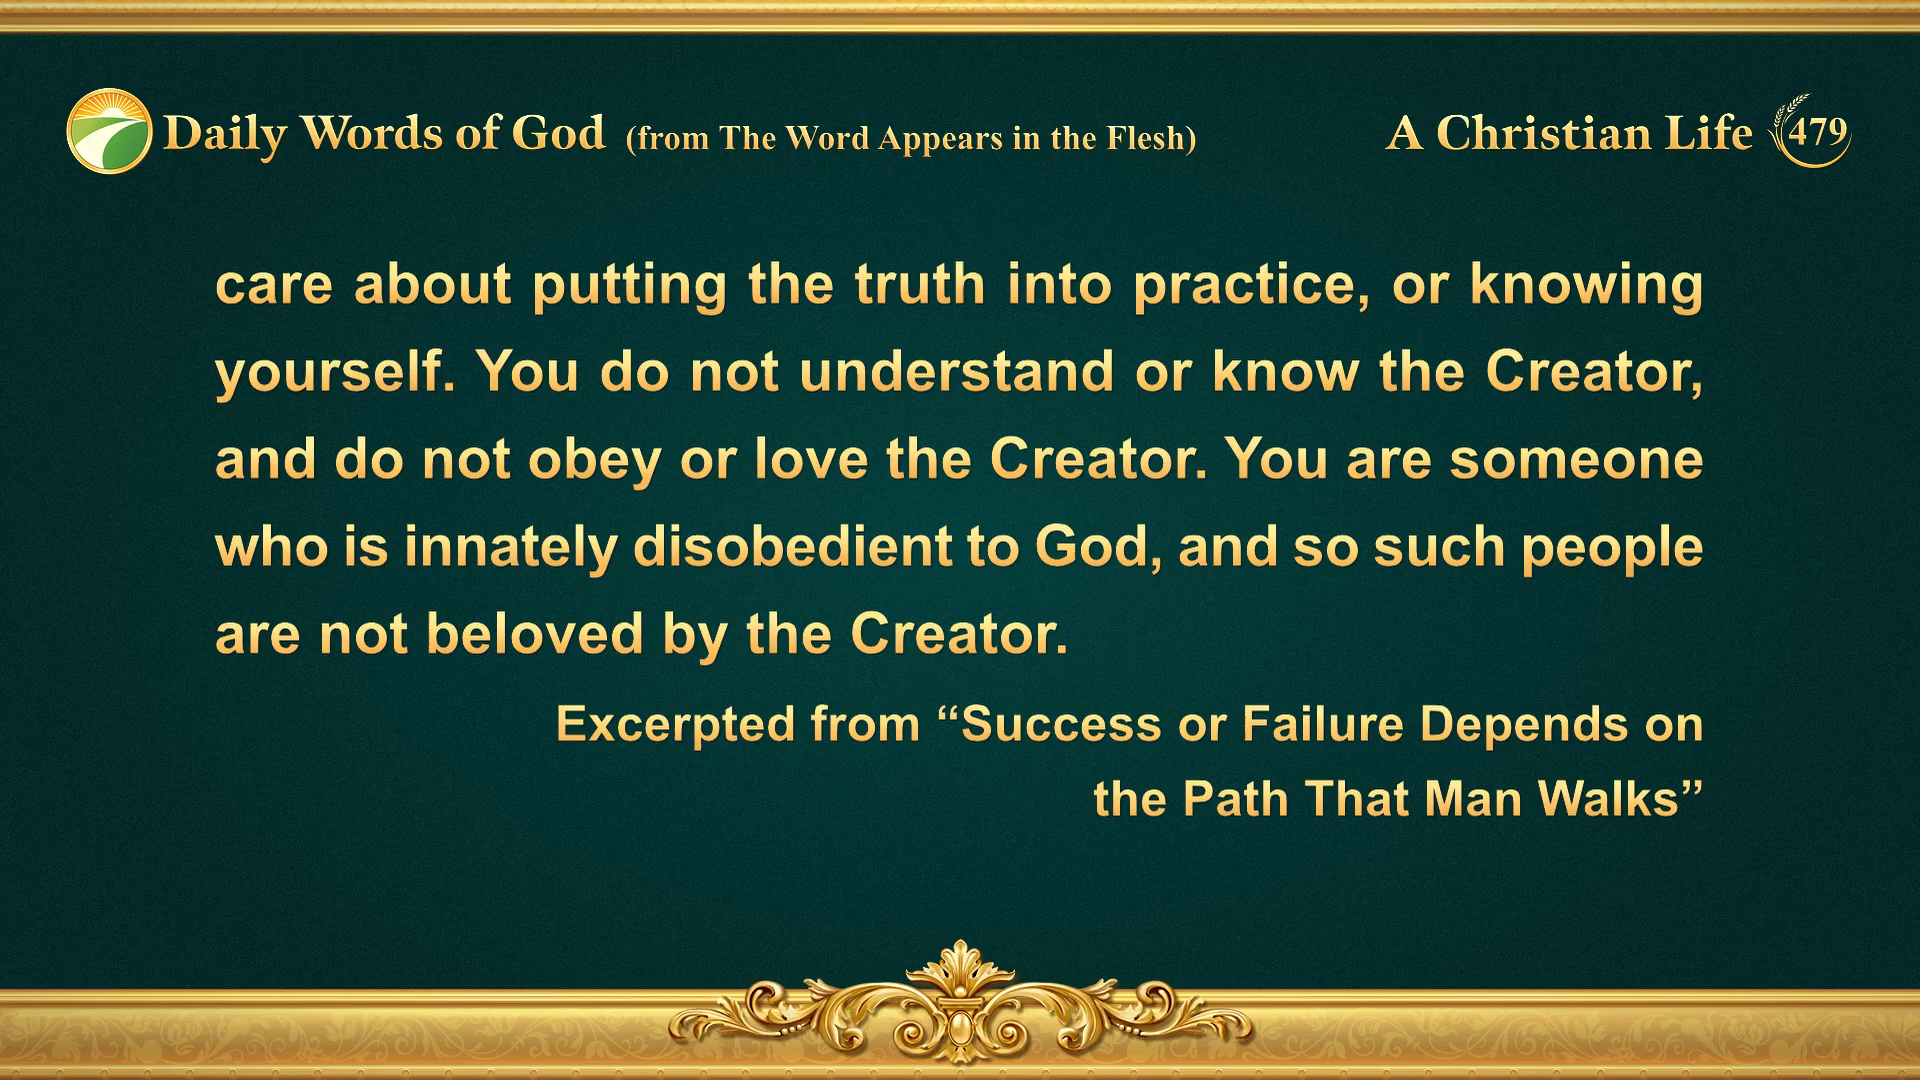 Daily Words of God (from The Word Appears in the Flesh) A Christian Life 479
care about putting the truth into practice, or knowing
yourself. You do not understand or know the Creator,
and do not obey or love the Creator. You are someone
who is innately disobedient to God, and so such people
are not beloved by the Creator.
Excerpted from “Success or Failure Depends on
the Path That Man Walks”